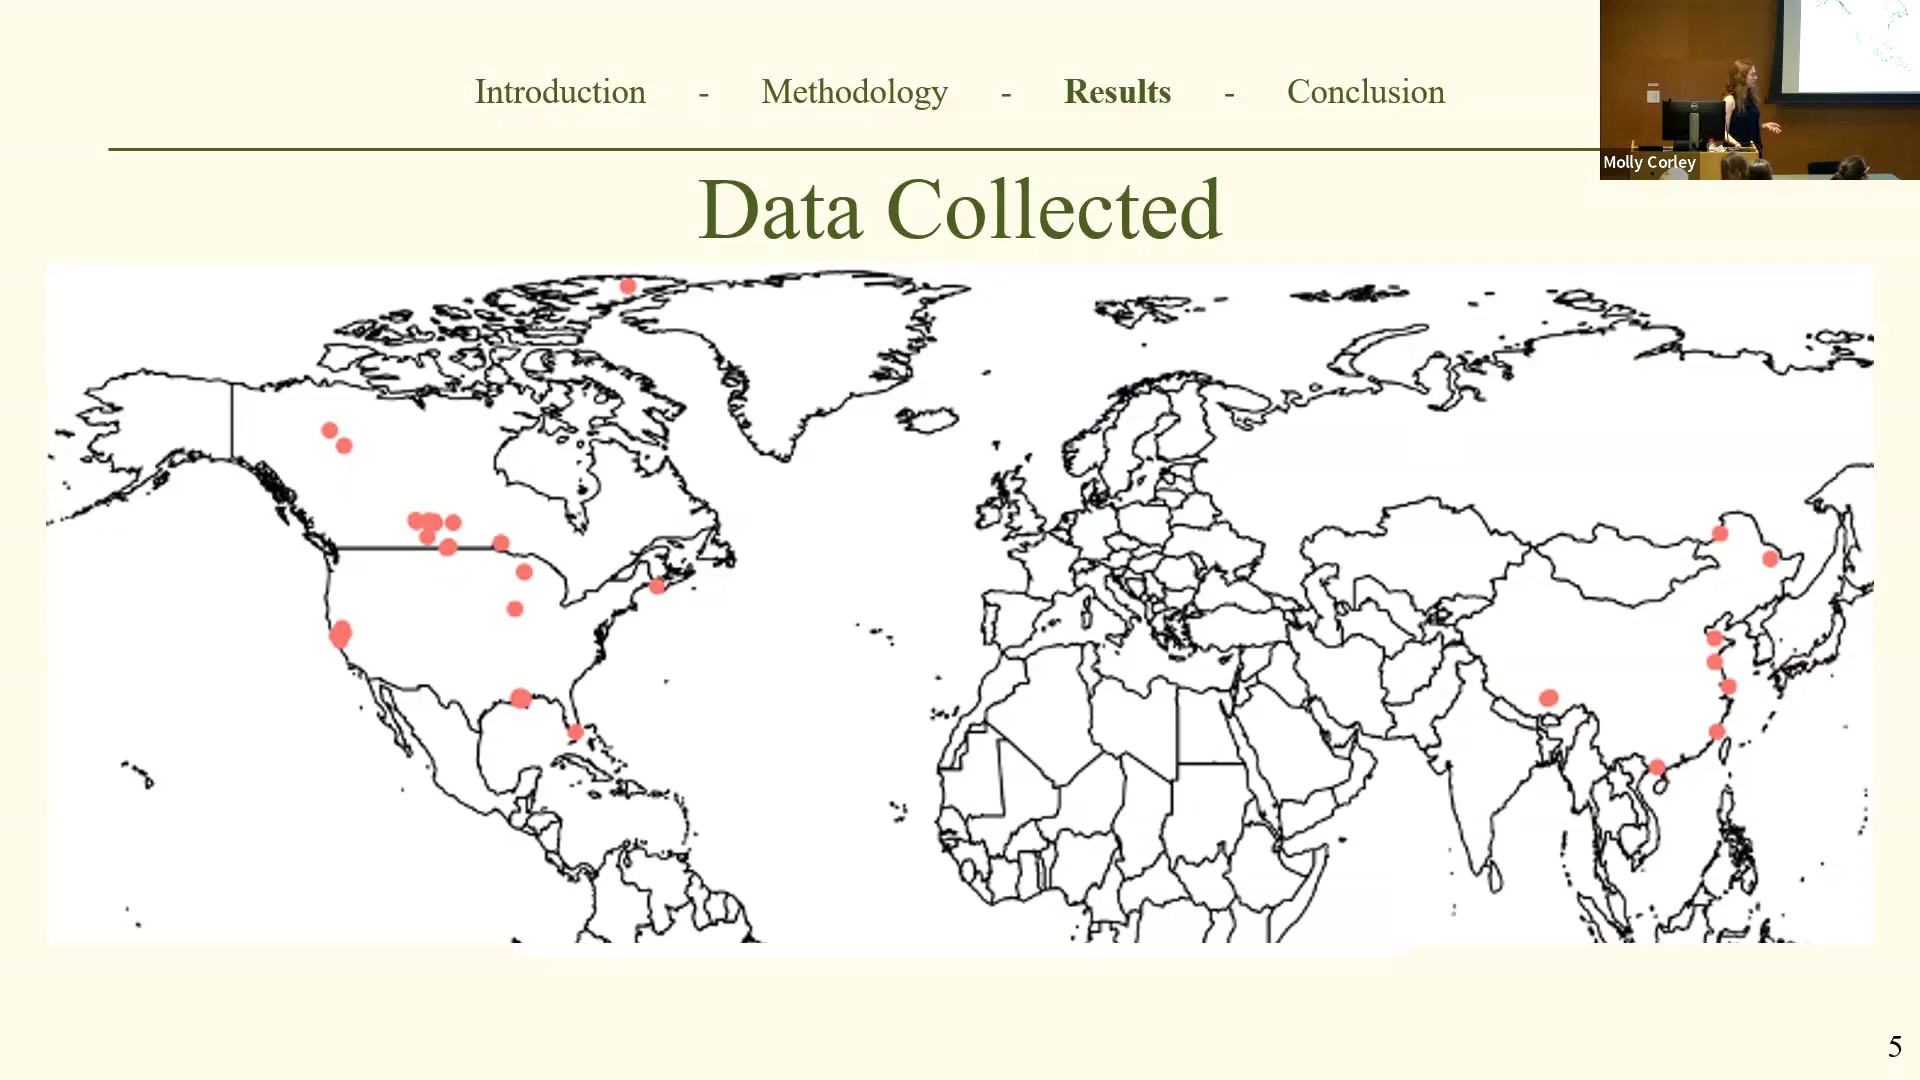 Introduction - Methodology - Results - Conclusion
Molly Corley
Data Collected
5